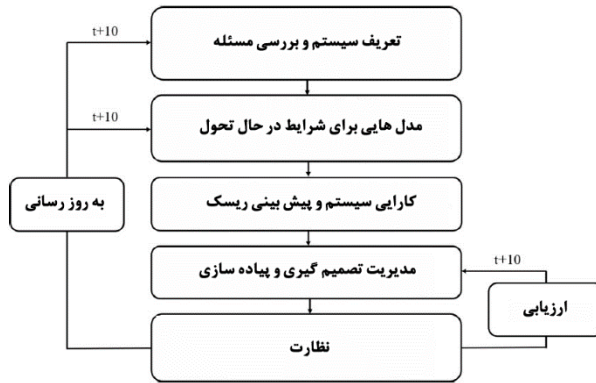 تعریف سیستم و بررسی مسئله
t+10
مدل هایی برای شرایط در حال تحول
t+10
کارایی سیستم و پیش بینی ریسک
به روز رسانی
مدیریت تصمیم گیری و پیاده سازی
t+10
ارزیابی
نظارت